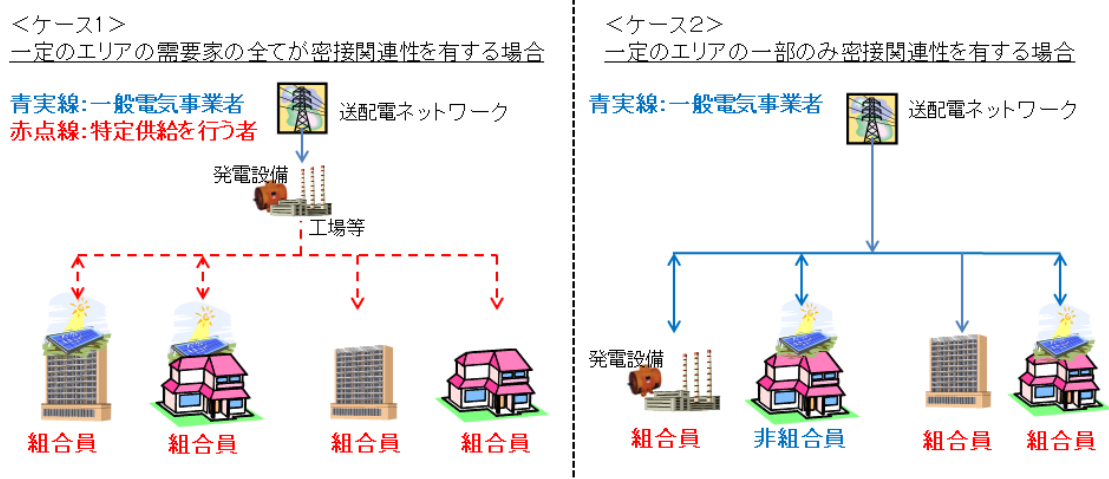 ＜ケース1＞
一定のエリアの需要家の全てが密接関連性を有する場合
青実線：一般電気事業者
赤点線：特定供給を行う者
送配電ネットワーク
発電設備
工場等
組合員
組合員
組合員
組合員
＜ケース2＞
一定のエリアの一部のみ密接関連性を有する場合
青実線：一般電気事業者
送配電ネットワーク
発電設備
組合員
非組合員
組合員
組合員